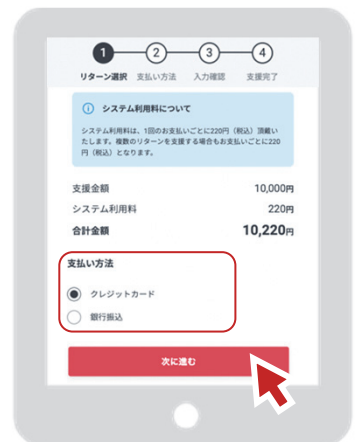 1 2 3 4
リターン選択 支払い方法 入力確認 支援完了
システム利用料について
システム利用料は、1回のお支払いごとに220円(税込)頂戴い
たします。複数のリターンを支援する場合もお支払いごとに220
円(税込)となります。
支援金額 10,000円
システム利用料 220円
合計金額 10,220円
支払い方法
クレジットカード
銀行振込
次に進む